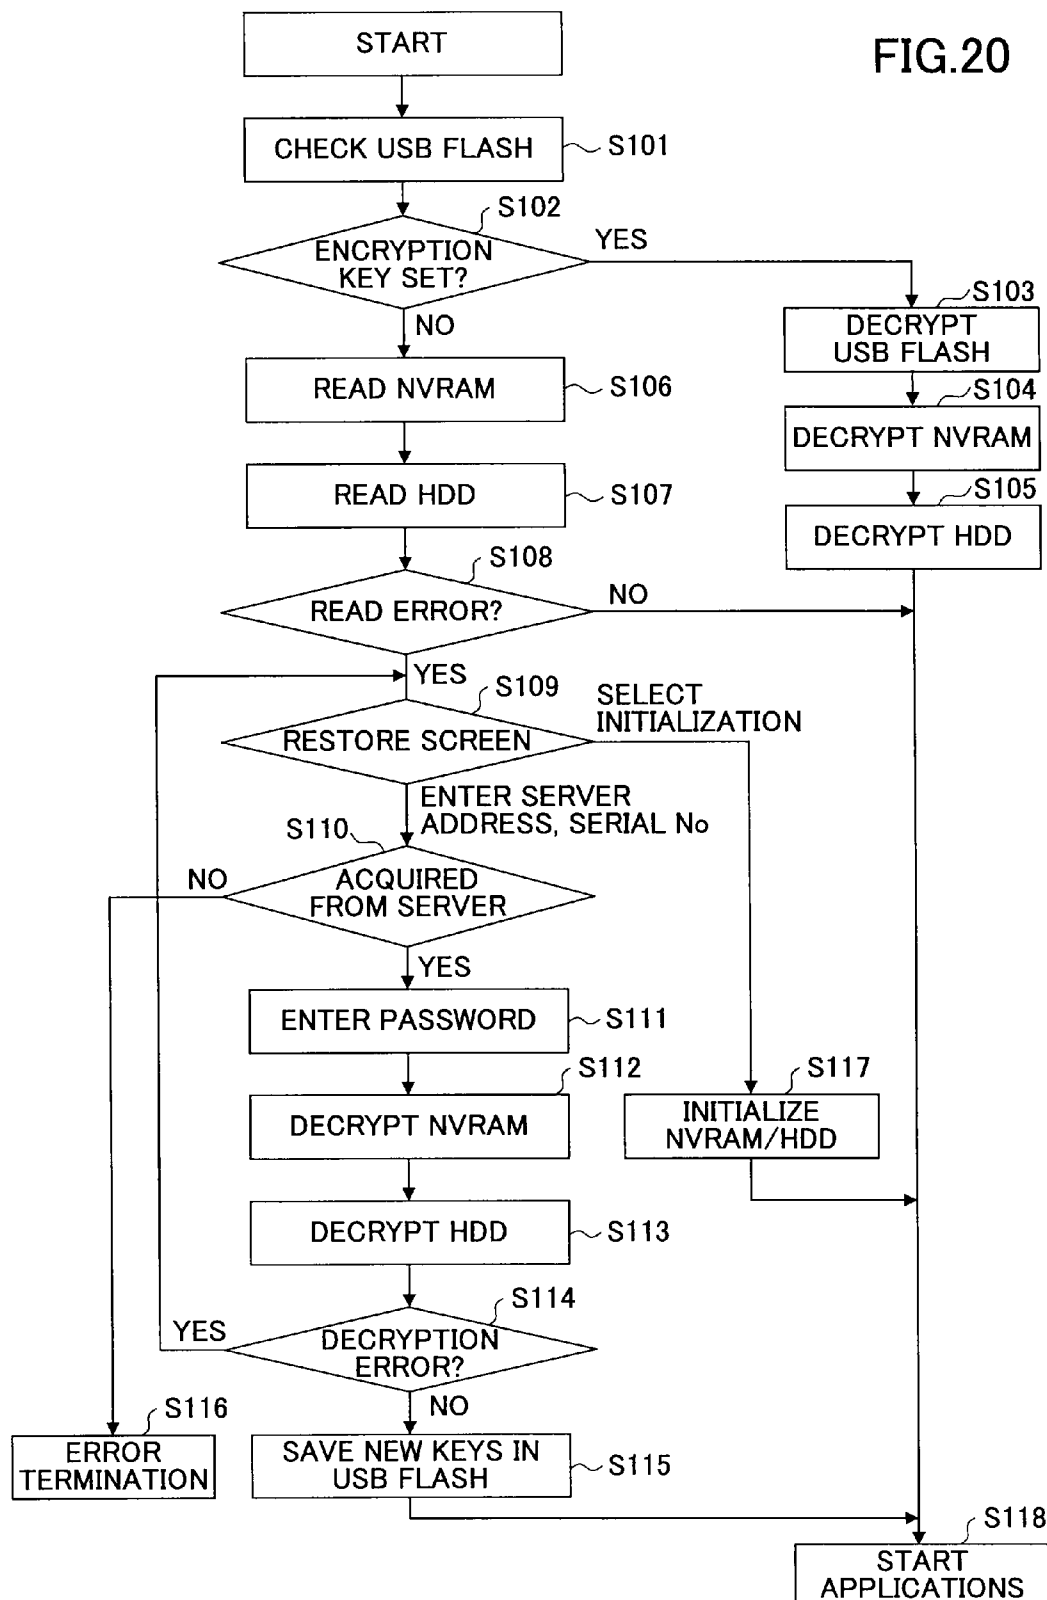 FIG.20
START
CHECK USB FLASH
S101
S102
ENCRYPTION
KEY SET?
YES
NO
S103
DECRYPT
USB FLASH
READ NVRAM
S106
S104
DECRYPT NVRAM
READ HDD
S107
S105
DECRYPT HDD
S108
READ ERROR?
NO
YES
S109
RESTORE SCREEN
SELECT
INITIALIZATION
ENTER SERVER
ADDRESS, SERIAL No
S110
ACQUIRED
FROM SERVER
NO
YES
ENTER PASSWORD
S111
S112
DECRYPT NVRAM
S117
INITIALIZE
NVRAM/HDD
DECRYPT HDD
S113
S114
DECRYPTION
ERROR?
YES
NO
S116
ERROR
TERMINATION
SAVE NEW KEYS IN
USB FLASH
S115
S118
START
APPLICATIONS